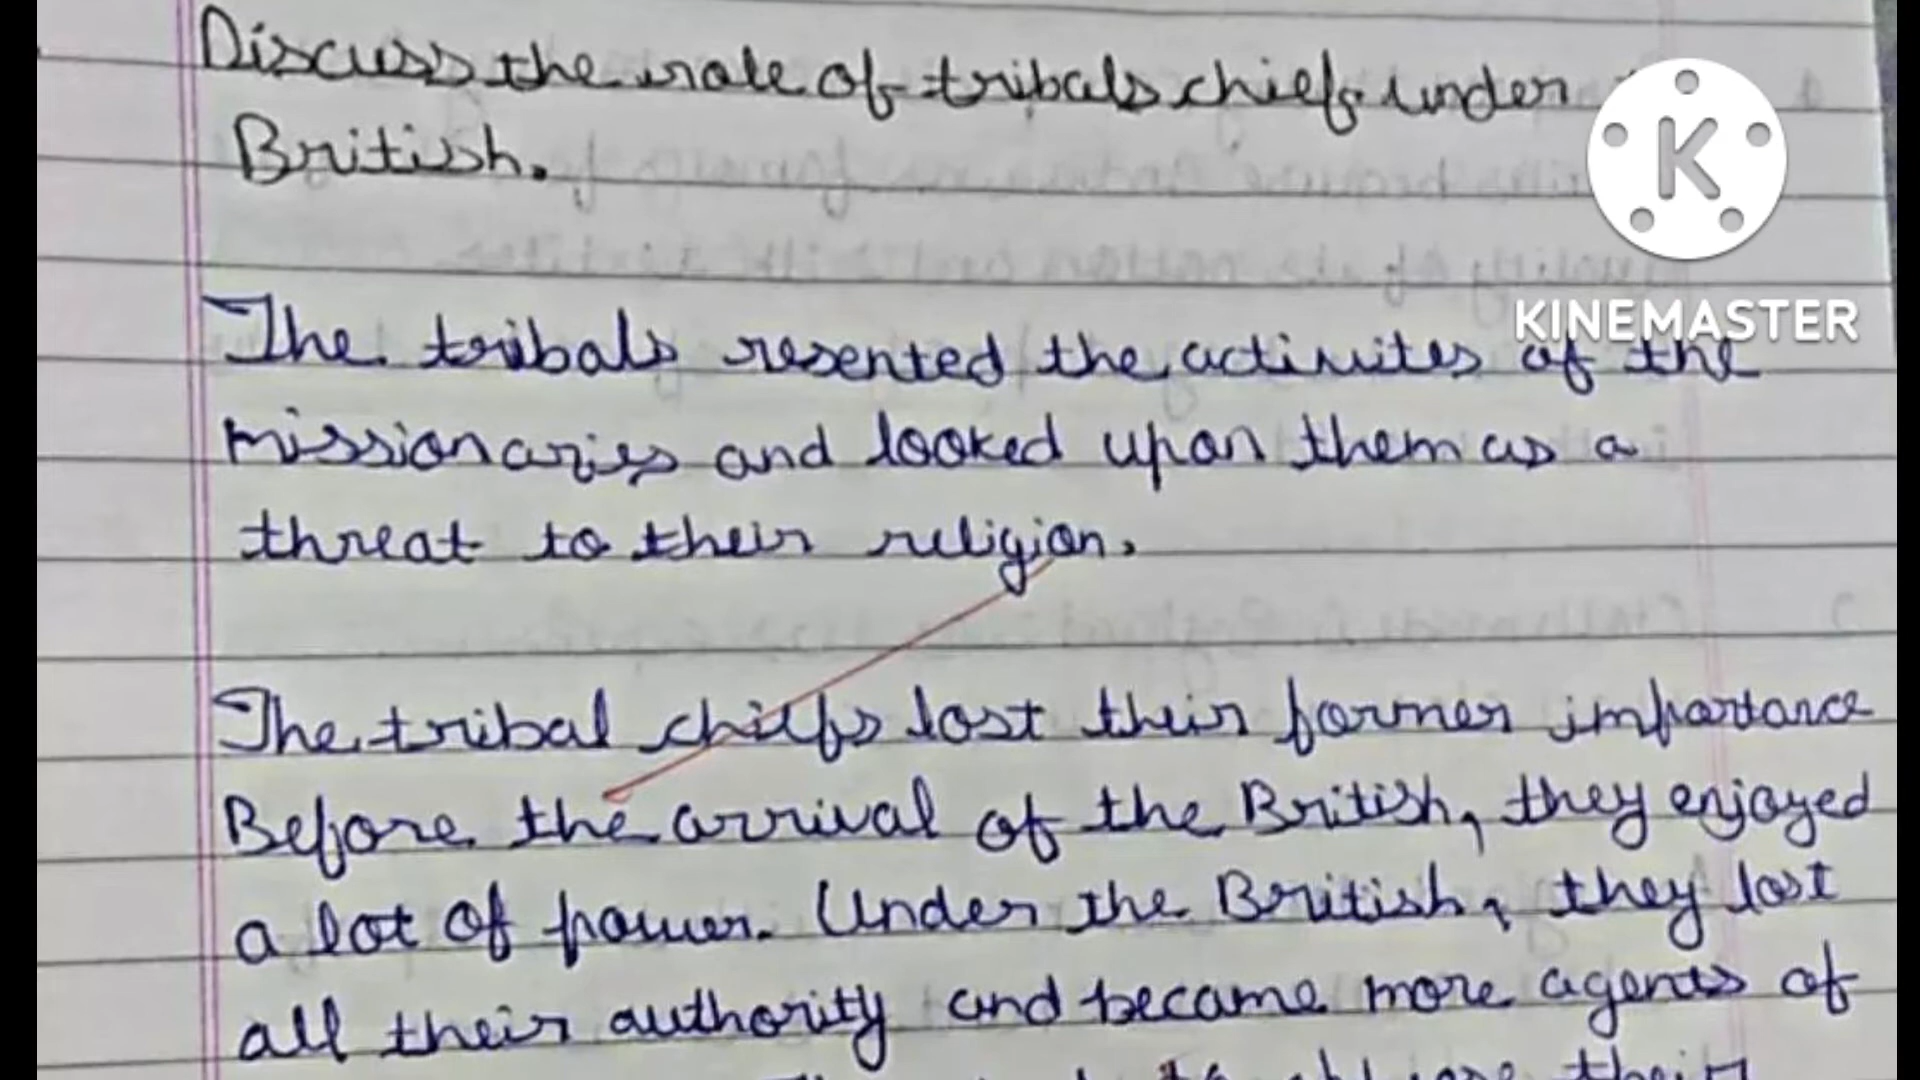 Discuss the role of tribals chiefs under
British.
KINEMASTER
The tribals resented the activites of the
missionaries and looked upon them as a
threat to their religion.
The tribal chiefs lost their former importance
Before the arrival of the British, they enjoyed
a lot of power. Under the British, they lost
all their authority and became more agents of
their